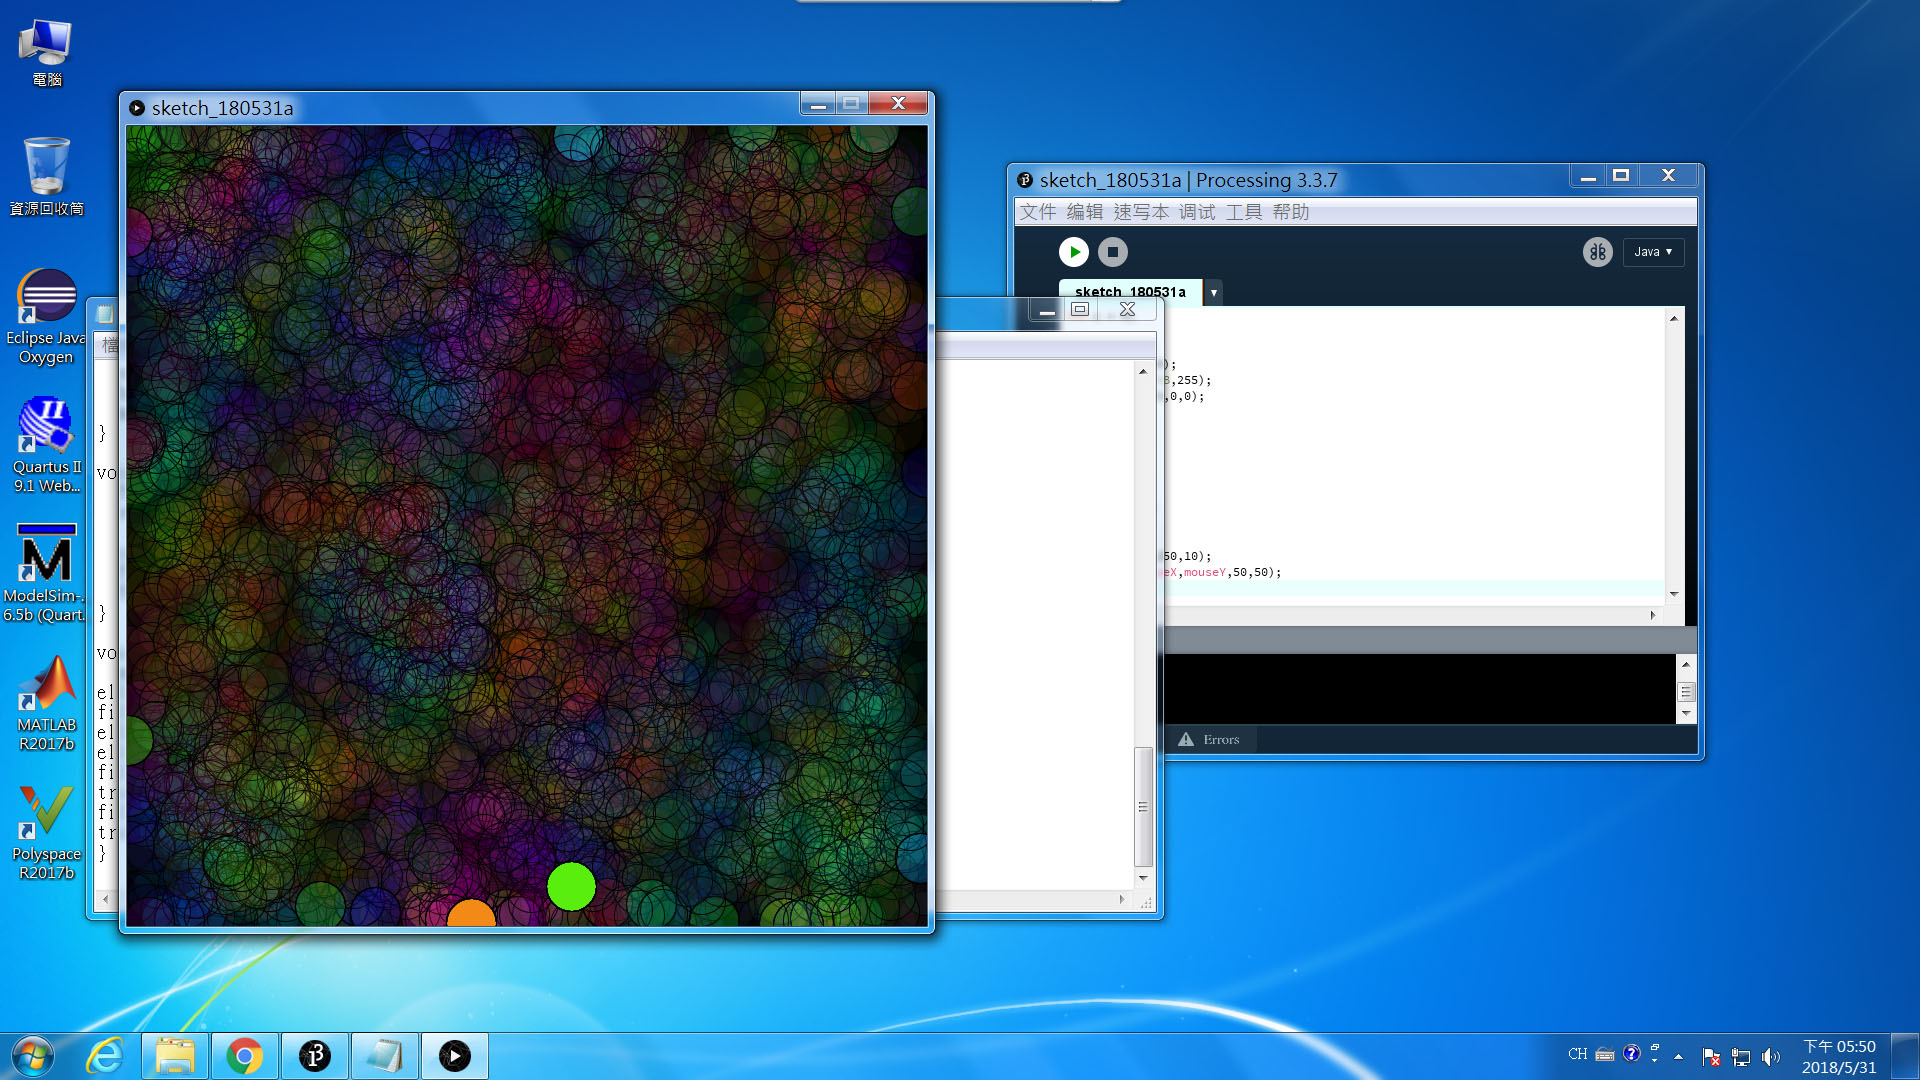 電腦
資源回收筒
Eclipse Java
Oxygen
Quartus II
9.1 Web...
ModelSim-...
6.5b (Quart...
MATLAB
R2017b
Polyspace
R2017b
sketch_180531a
檔
}
vo
}
vo
el
fi
el
el
fi
tr
fi
tr
}
sketch_180531a | Processing 3.3.7
文件 编辑 速写本 调试 工具 帮助
Java
sketch_180531a
);
,255);
,0,0);
50,10);
eX,mouseY,50,50);
Errors
CH
下午 05:50
2018/5/31